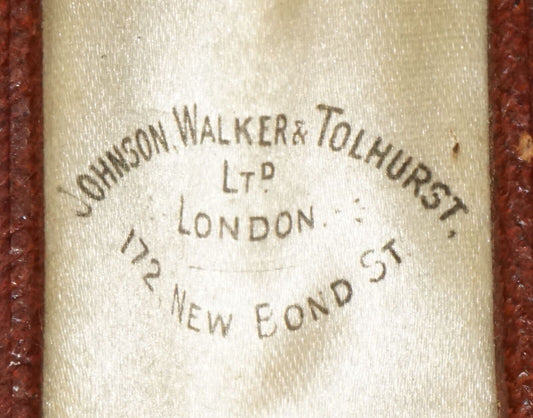 JOHNSON, WALKER & TOLHURST,
LTD
LONDON.
172, NEW BOND ST.